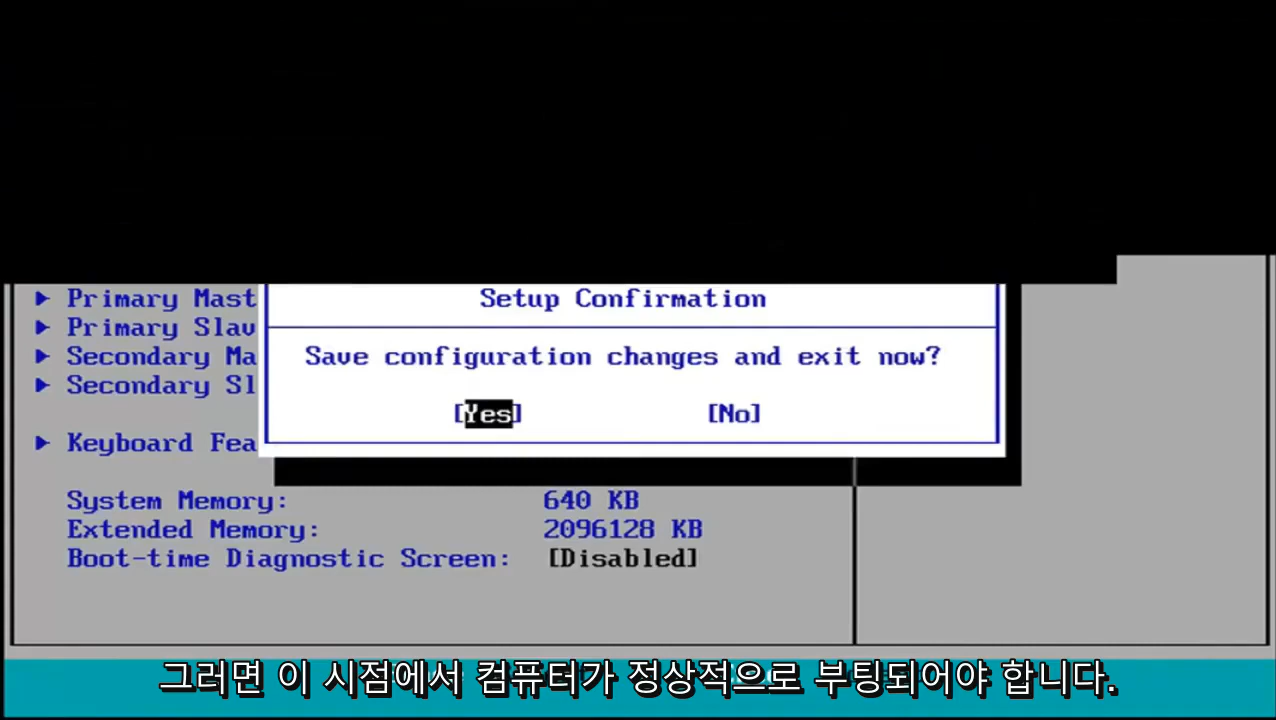 Primary Mast
Setup Confirmation
Primary Slav
Save configuration changes and exit now?
Secondary Ma
Secondary Sl
[Yes] [No]
Keyboard Fea
System Memory: 640 KB
Extended Memory: 2096128 KB
Boot-time Diagnostic Screen: [Disabled]
그러면 이 시점에서 컴퓨터가 정상적으로 부팅되어야 합니다.